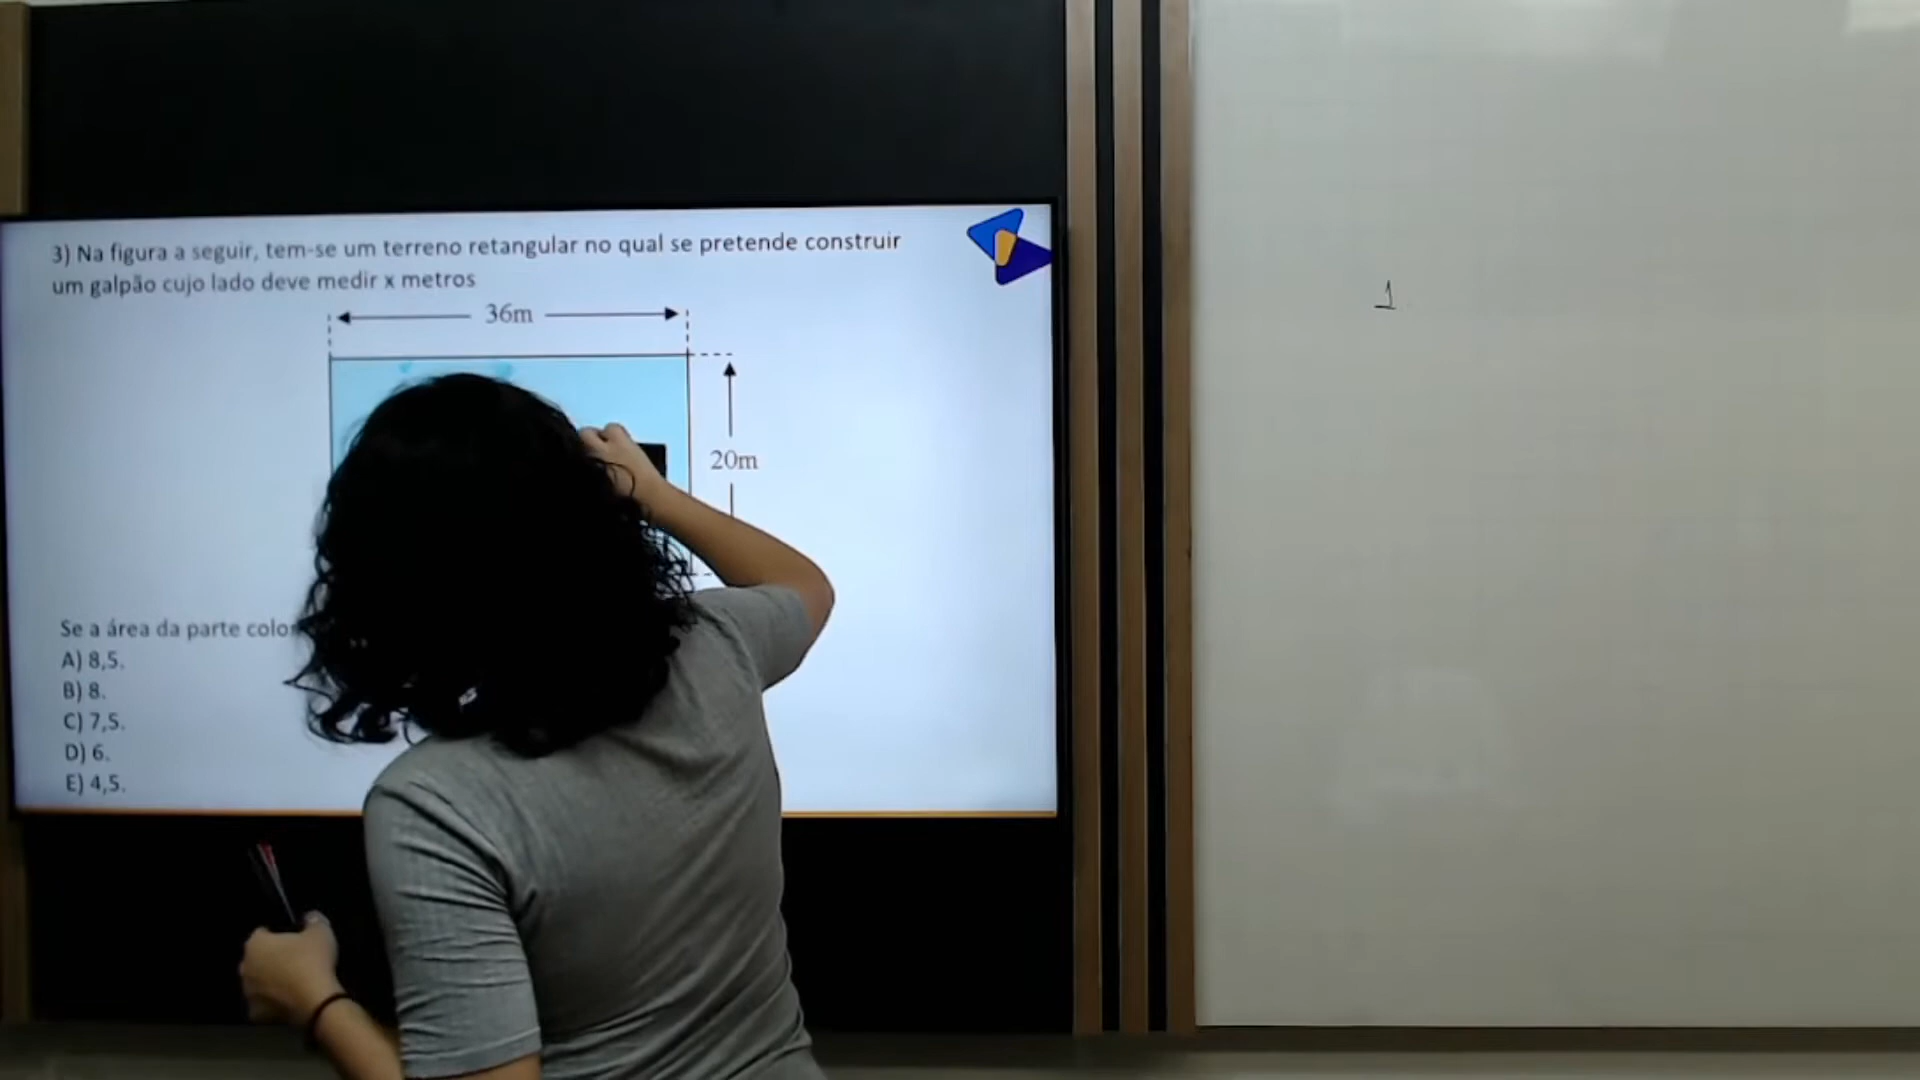 3) Na figura a seguir, tem-se um terreno retangular no qual se pretende construir
um galpão cujo lado deve medir x metros
36m
20m
Se a área da parte
A) 8,5.
B) 8.
C) 7,5.
D) 6.
E) 4,5.
1